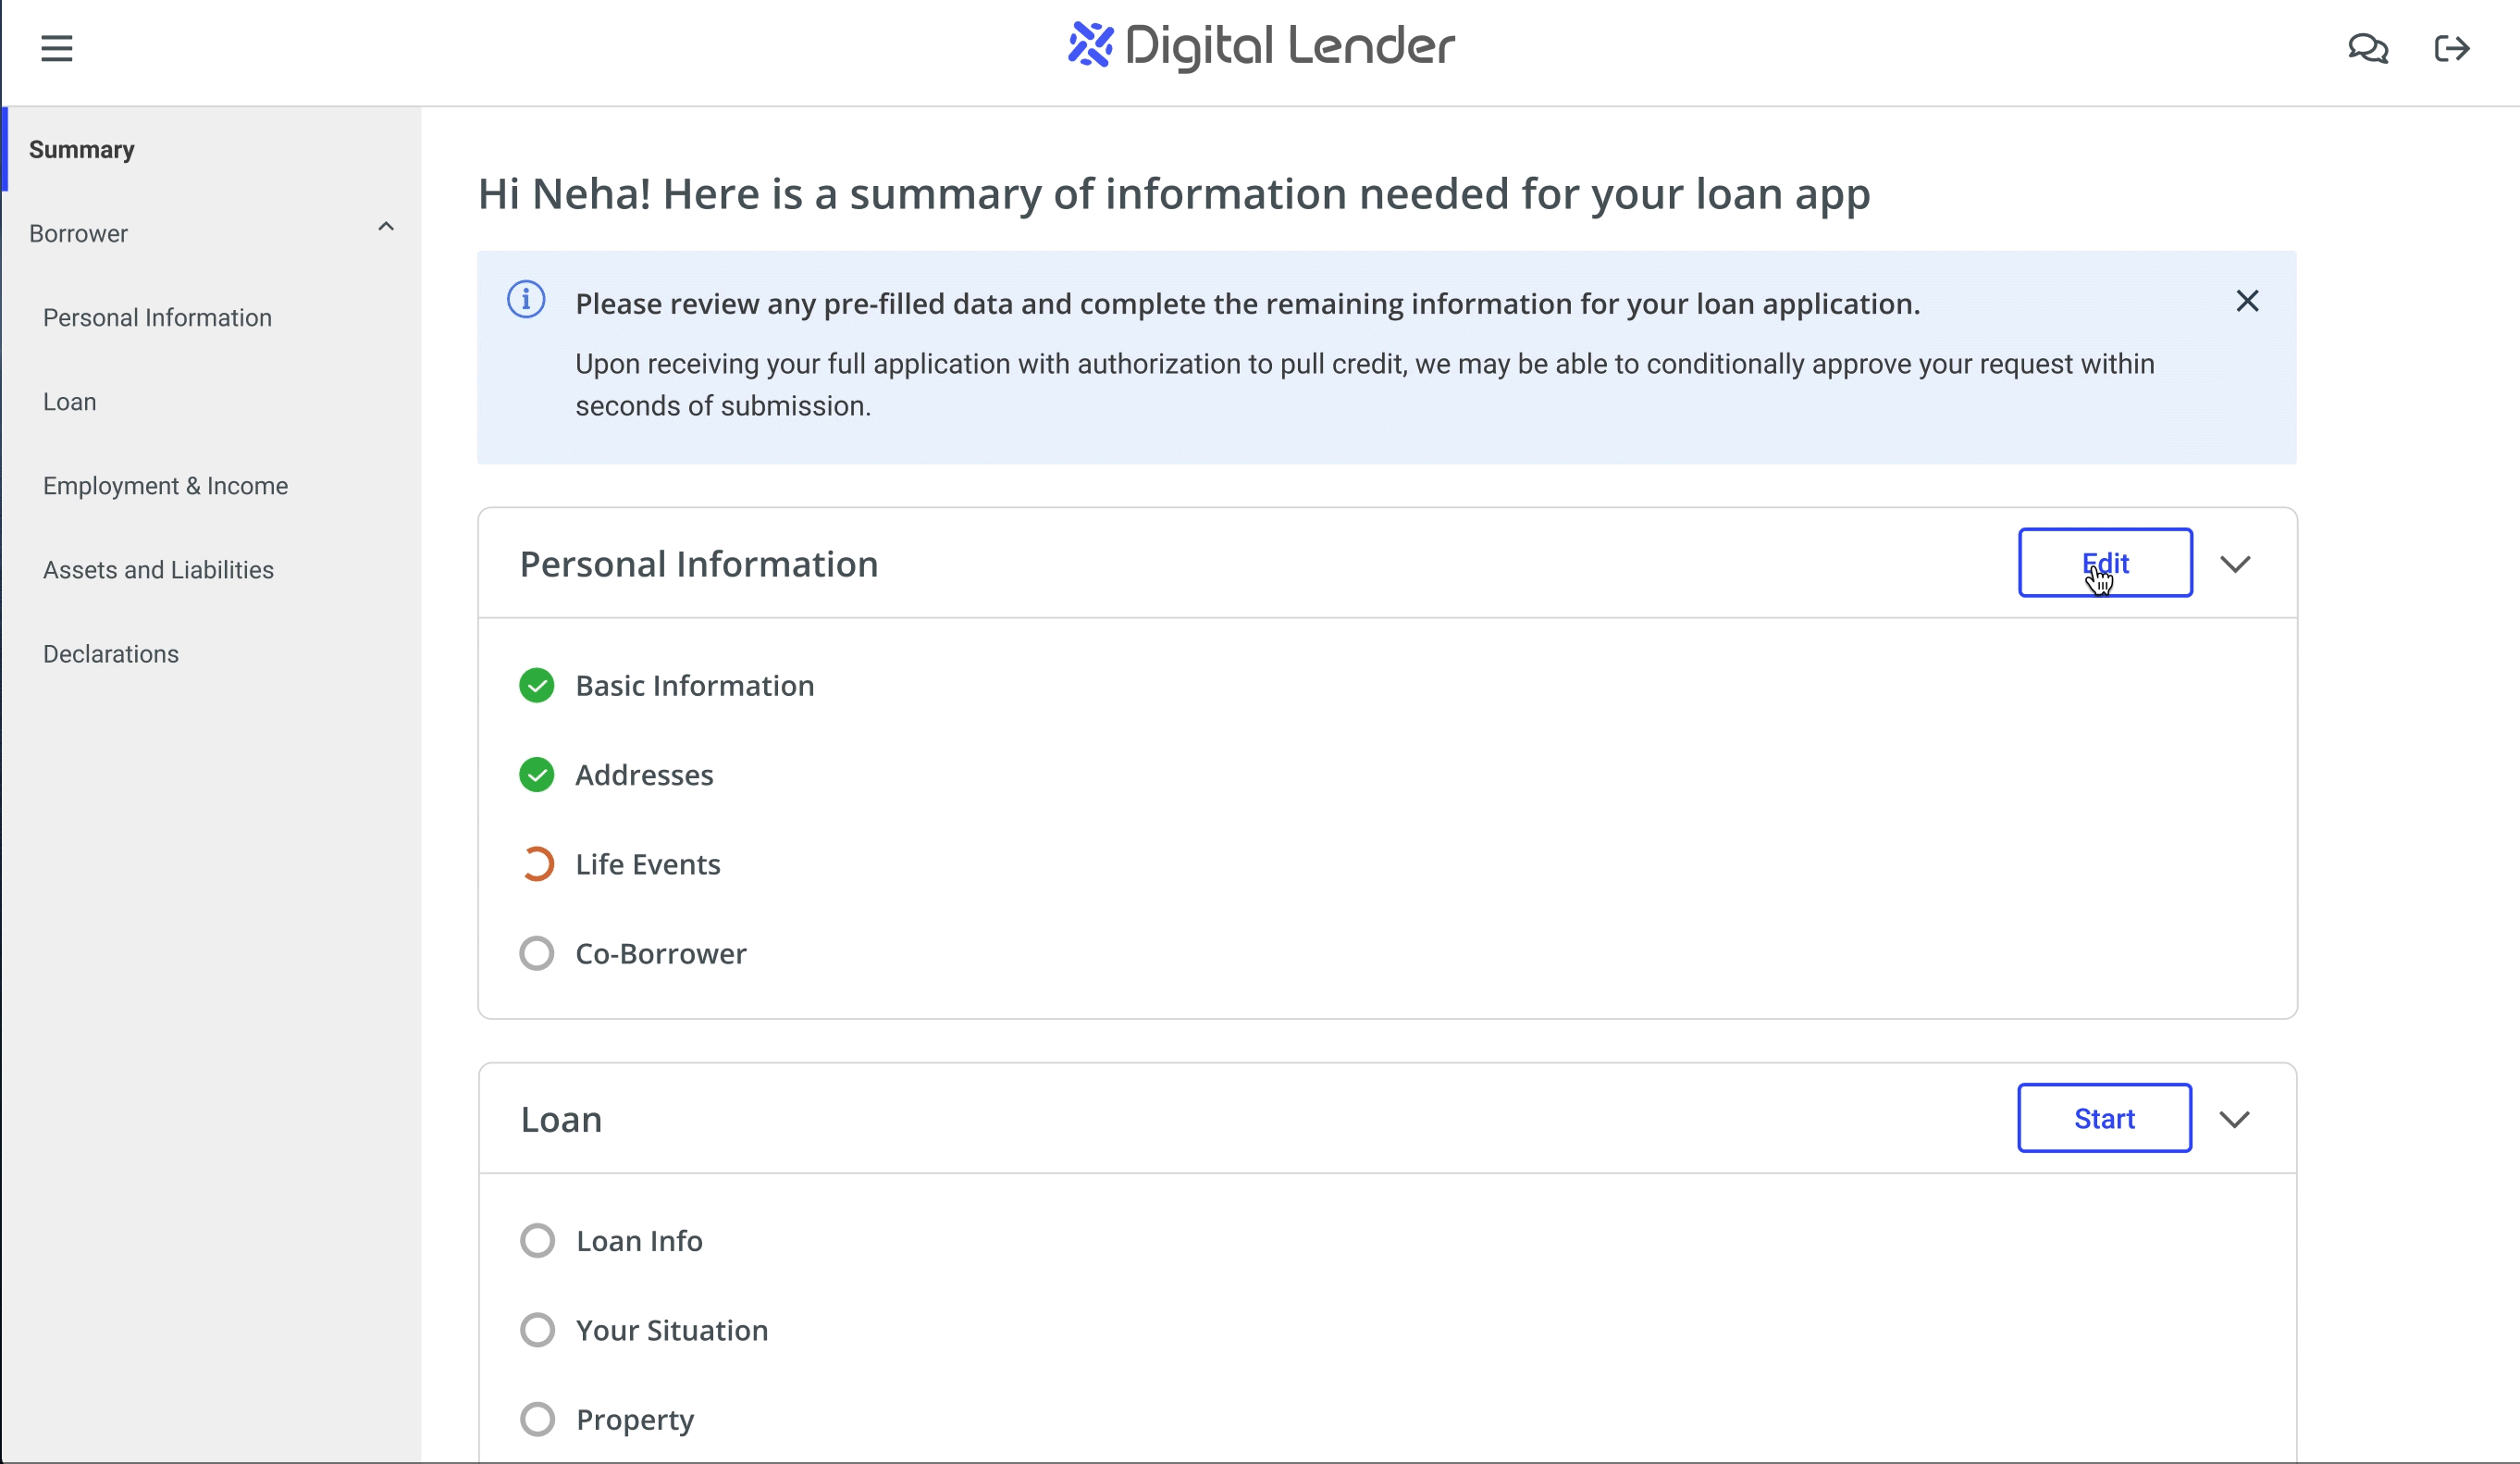 Digital Lender
Summary
Borrower
Personal Information
Loan
Employment & Income
Assets and Liabilities
Declarations
Hi Neha! Here is a summary of information needed for your loan app
Please review any pre-filled data and complete the remaining information for your loan application.
Upon receiving your full application with authorization to pull credit, we may be able to conditionally approve your request within
seconds of submission.
Personal Information
Edit
Basic Information
Addresses
Life Events
Co-Borrower
Loan
Start
Loan Info
Your Situation
Property